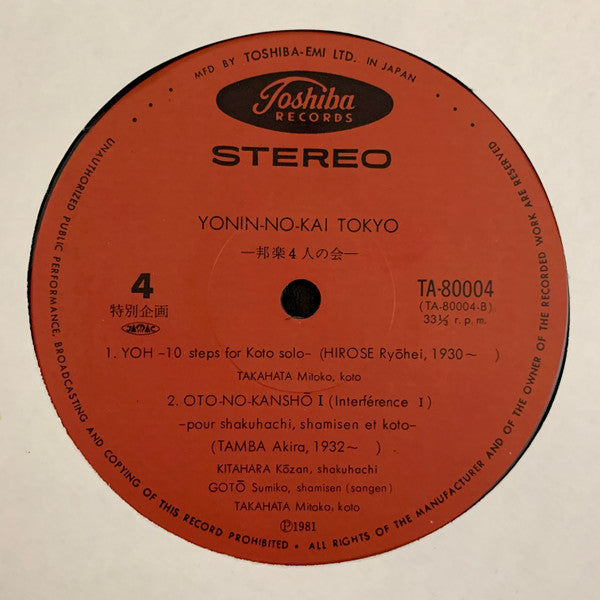 MFD BY TOSHIBA-EMI LTD. IN JAPAN
Toshiba
RECORDS
STEREO
YONIN-NO-KAI TOKYO
—邦楽4人の会—
4
特別企画
JASRAC
TA-80004
(TA-80004-B)
33⅓ r.p.m.
1. YOH –10 steps for Koto solo– (HIROSE Ryōhei, 1930～ )
TAKAHATA Mitoko, koto
2. OTO-NO-KANSHŌ I (Interférence I)
–pour shakuhachi, shamisen et koto–
(TAMBA Akira, 1932～ ) .
KITAHARA Kōzan, shakuhachi
GOTŌ Sumiko, shamisen (sangen)
TAKAHATA Mitoko, koto
Ⓟ1981
UNAUTHORIZED PUBLIC PERFORMANCE, BROADCASTING AND COPYING OF THIS RECORD PROHIBITED • ALL RIGHTS OF THE MANUFACTURER AND OF THE OWNER OF THE RECORDED WORK ARE RESERVED